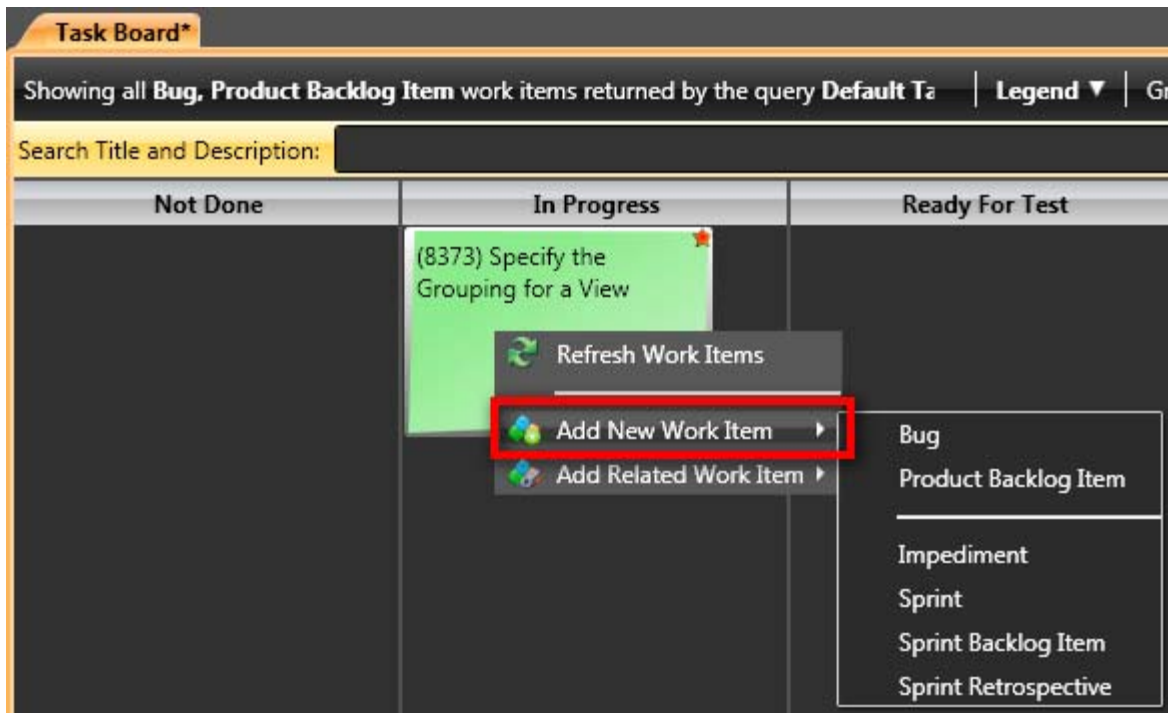 Task Board*
Showing all Bug, Product Backlog Item work items returned by the query Default Ta Legend ▼ Gr
Search Title and Description:
Not Done In Progress Ready For Test
(8373) Specify the
Grouping for a View
Refresh Work Items
Add New Work Item
Add Related Work Item
Bug
Product Backlog Item
Impediment
Sprint
Sprint Backlog Item
Sprint Retrospective